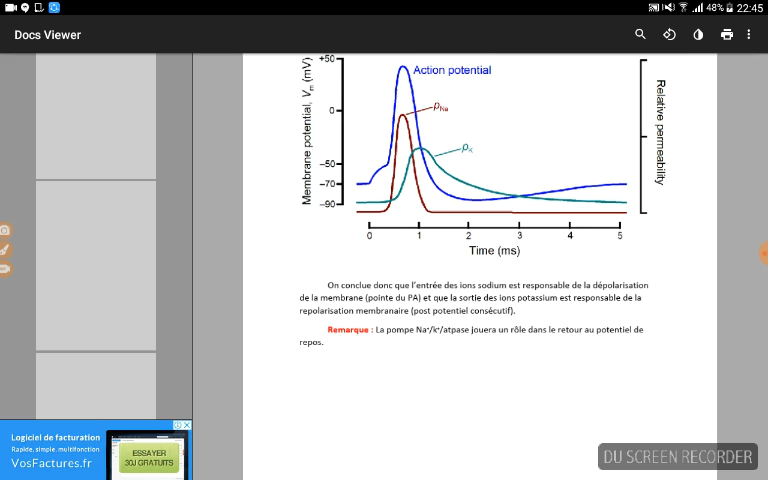 48% 22:45
Docs Viewer
+50
Action potential
PNa
0
PK
−50
−70
−90
Membrane potential, Vm (mV)
Relative permeability
0 1 2 3 4 5
Time (ms)
On conclue donc que l'entrée des ions sodium est responsable de la dépolarisation
de la membrane (pointe du PA) et que la sortie des ions potassium est responsable de la
repolarisation membranaire (post potentiel consécutif).
Remarque : La pompe Na⁺/k⁺/atpase jouera un rôle dans le retour au potentiel de
repos.
Logiciel de facturation
Rapide, simple, multifonction
VosFactures.fr
ESSAYER
30J GRATUITS
DU SCREEN RECORDER